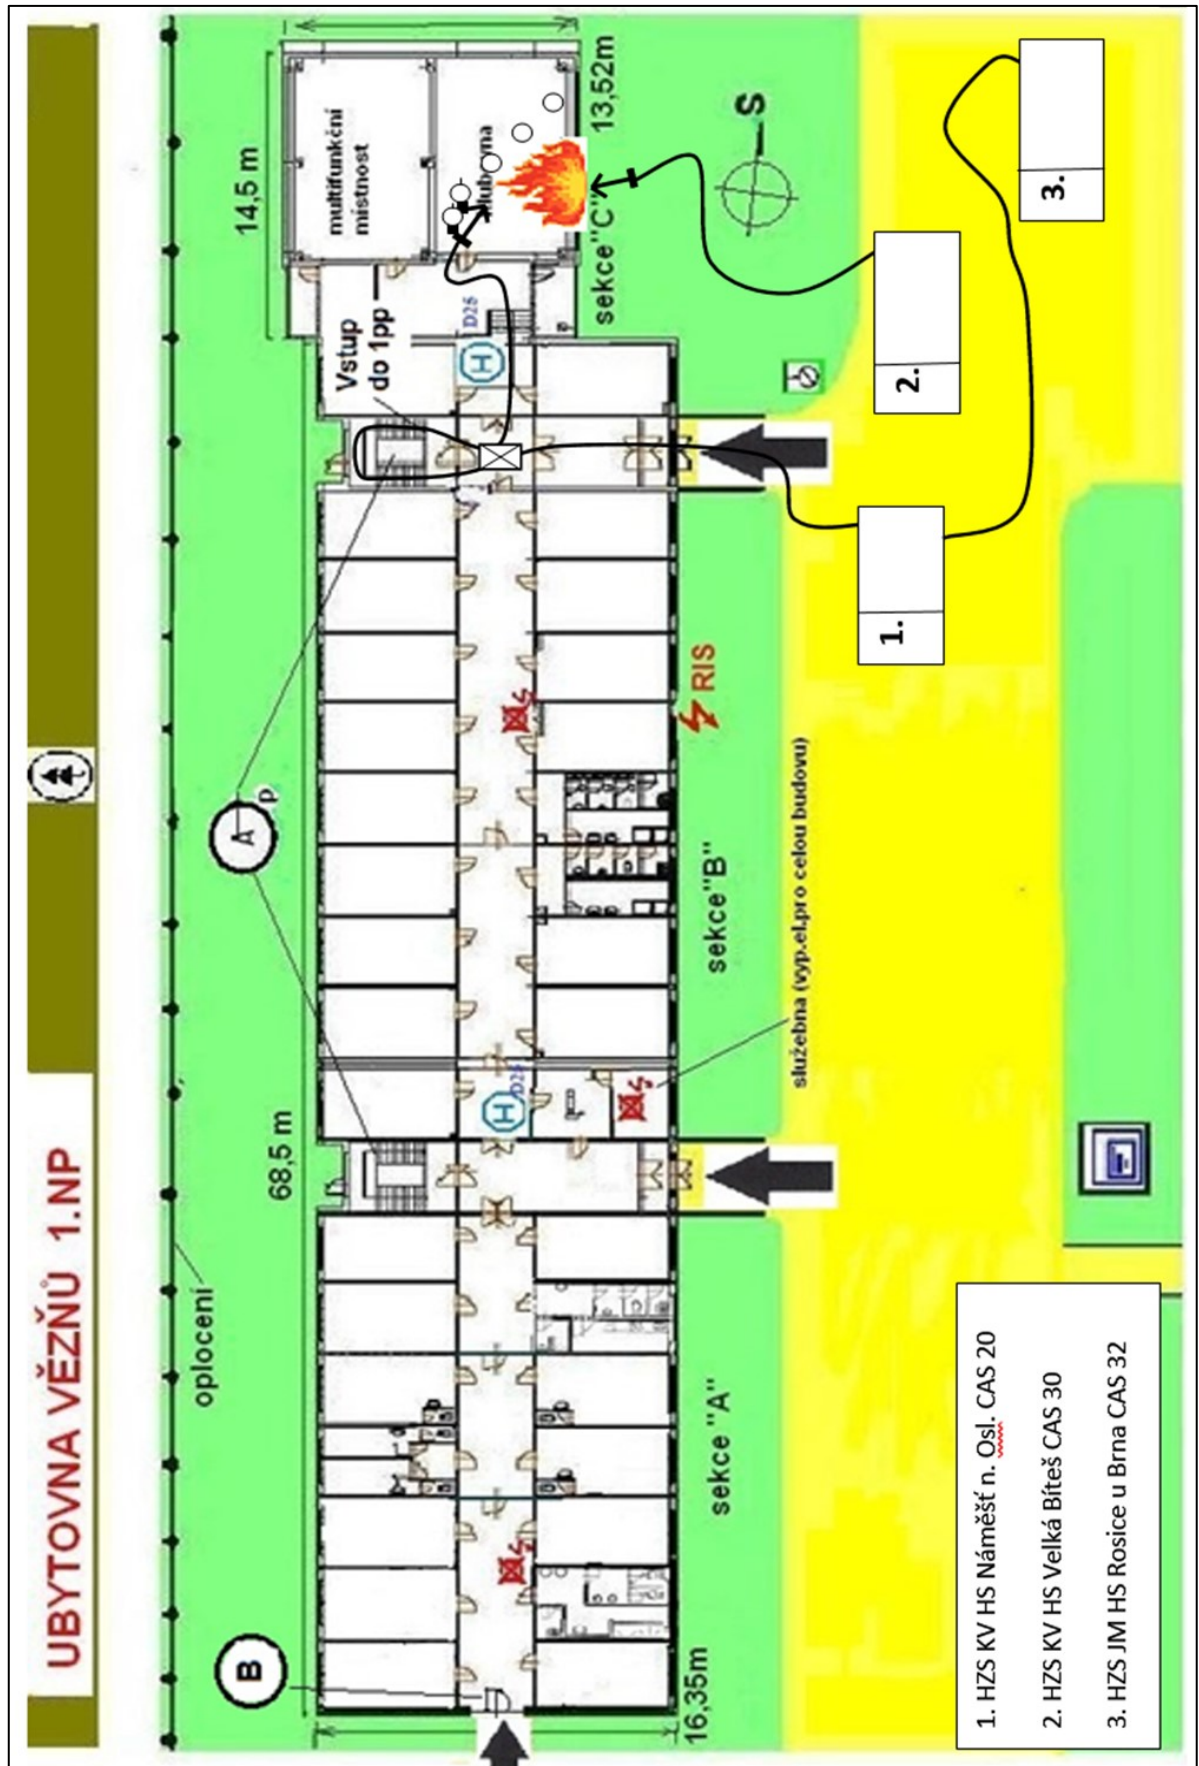 UBYTOVNA VĚZŇŮ 1.NP
oplocení
B
A
p
68,5 m
14,5 m
13,52m
16,35m
multifunkční
místnost
Vstup
do 1pp
D25
H
D25
H
sekce "A"
sekce"B"
sekce"C"
RIS
služebna (vyp.el.pro celou budovu)
S
1.
2.
3.
1. HZS KV HS Náměšť n. Osl. CAS 20
2. HZS KV HS Velká Bíteš CAS 30
3. HZS JM HS Rosice u Brna CAS 32